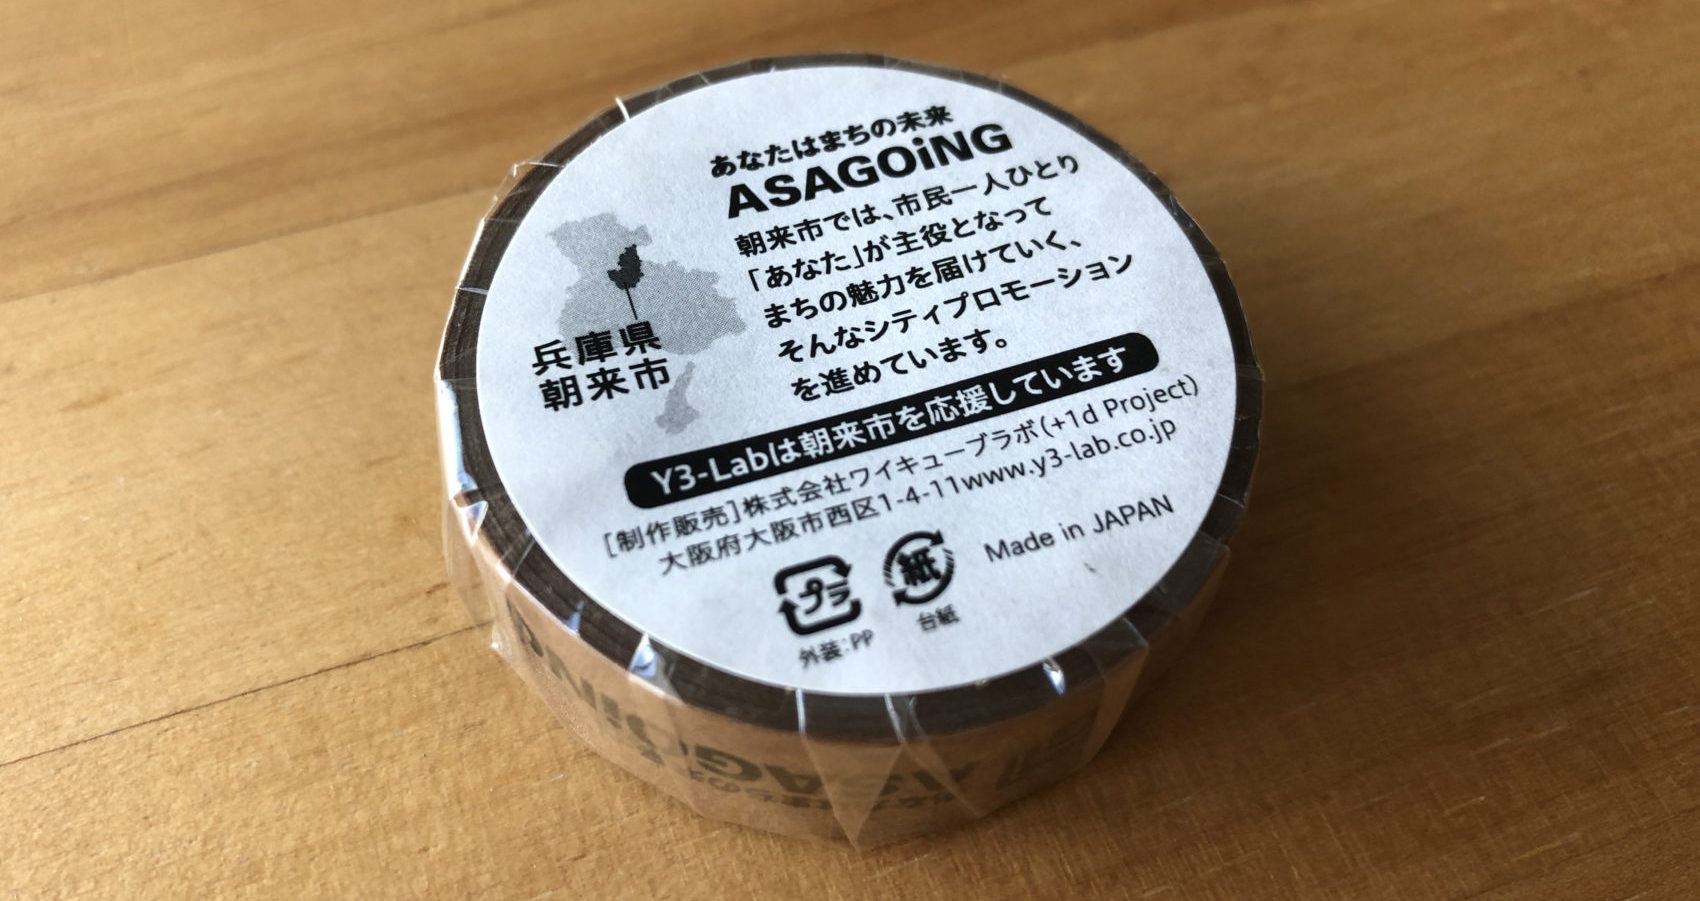 あなたはまちの未来
ASAGOiNG
朝来市では、市民一人ひとり
「あなた」が主役となって
まちの魅力を届けていく、
そんなシティプロモーション
を進めています。
兵庫県
朝来市
Y3-Labは朝来市を応援しています
[制作販売]株式会社ワイキューブラボ(+1d Project)
大阪府大阪市西区1-4-11www.y3-lab.co.jp
プラ
外装:PP
紙
台紙
Made in JAPAN
ASAGOiNG